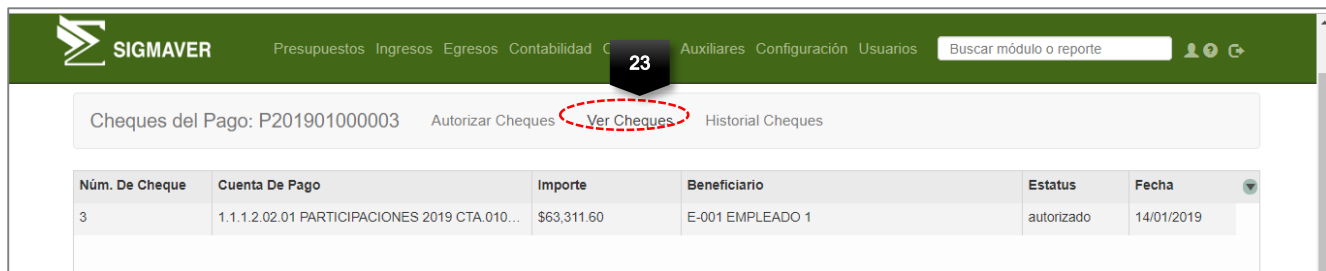 SIGMAVER Presupuestos Ingresos Egresos Contabilidad Auxiliares Configuración Usuarios Buscar módulo o reporte
23
Cheques del Pago: P201901000003 Autorizar Cheques Ver Cheques Historial Cheques
Núm. De Cheque Cuenta De Pago Importe Beneficiario Estatus Fecha
3 1.1.1.2.02.01 PARTICIPACIONES 2019 CTA.010... $63,311.60 E-001 EMPLEADO 1 autorizado 14/01/2019